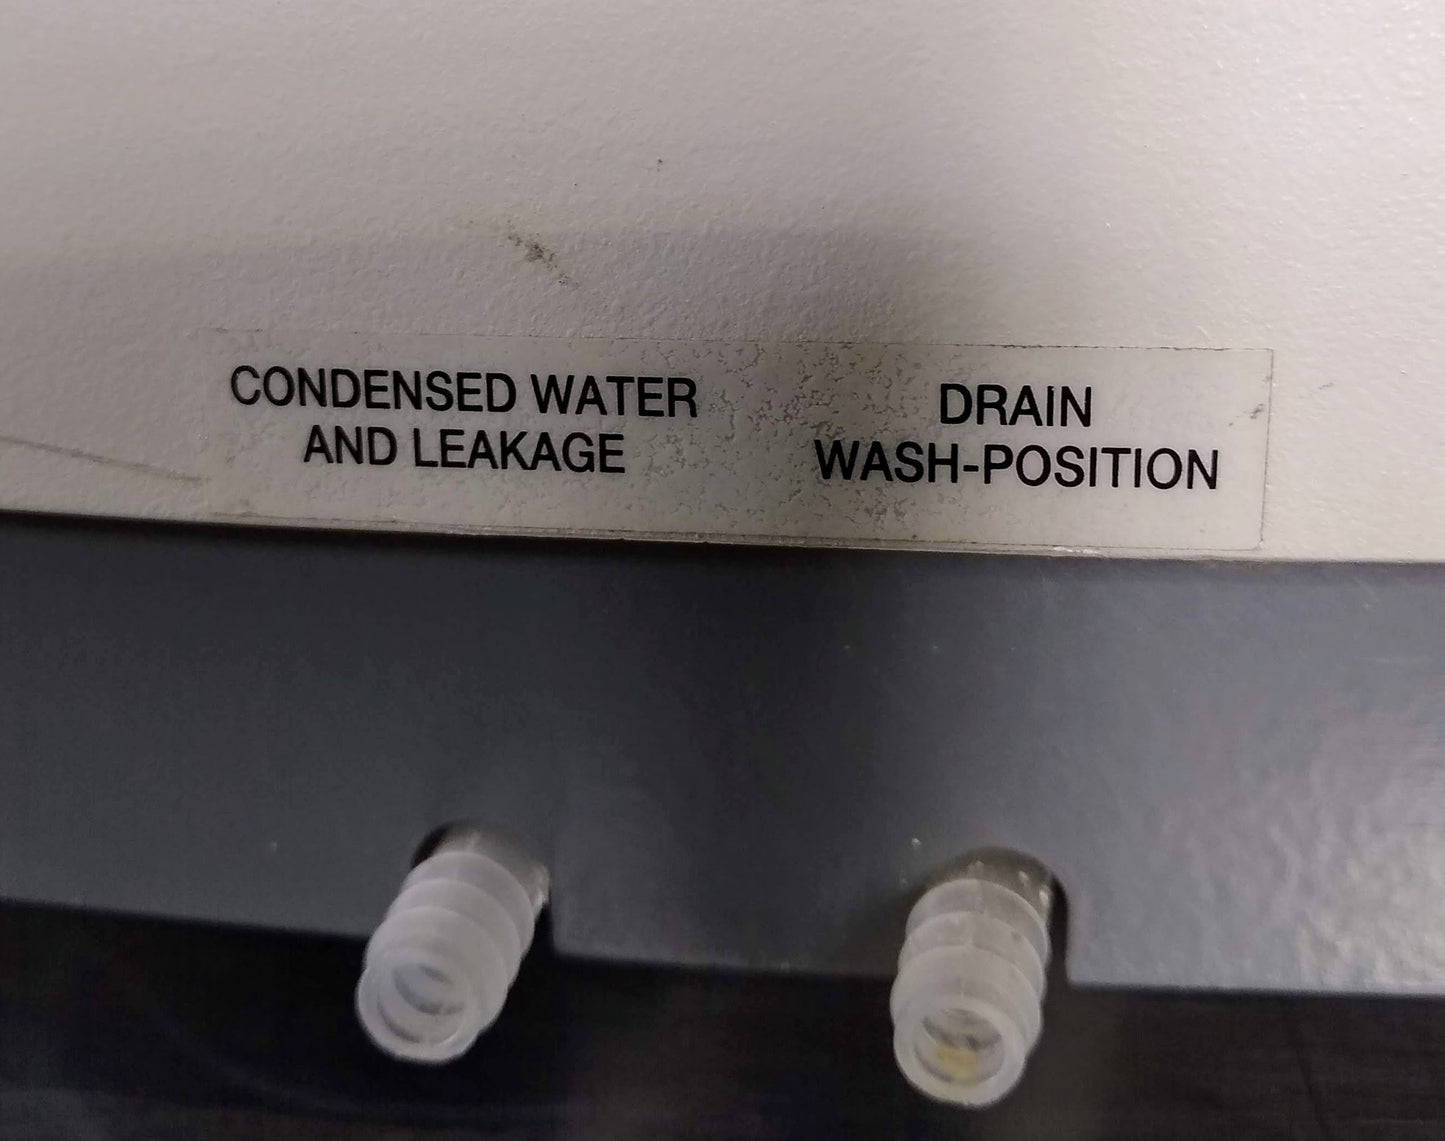 CONDENSED WATER
AND LEAKAGE
DRAIN
WASH-POSITION